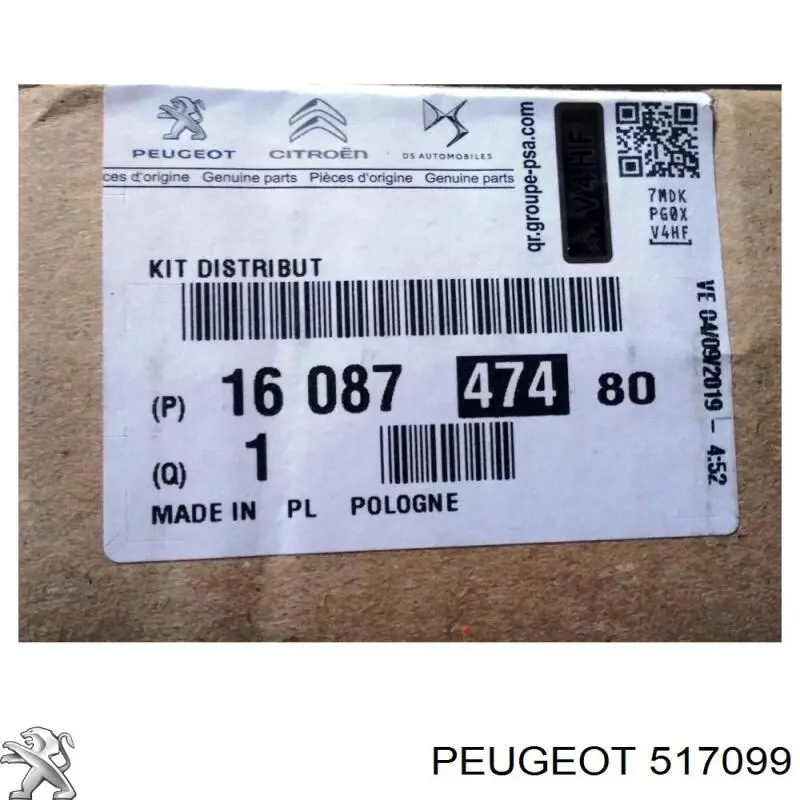 PEUGEOT CITROËN DS AUTOMOBILES
ces d'origine Genuine parts Pièces d'origine Genuine parts
qr.groupe-psa.com
V4HF
7MDK
PG0X
V4HF
KIT DISTRIBUT
(P) 16 087 474 80
(Q) 1
MADE IN PL POLOGNE
VE 04/09/2019 - 4:52
PEUGEOT 517099